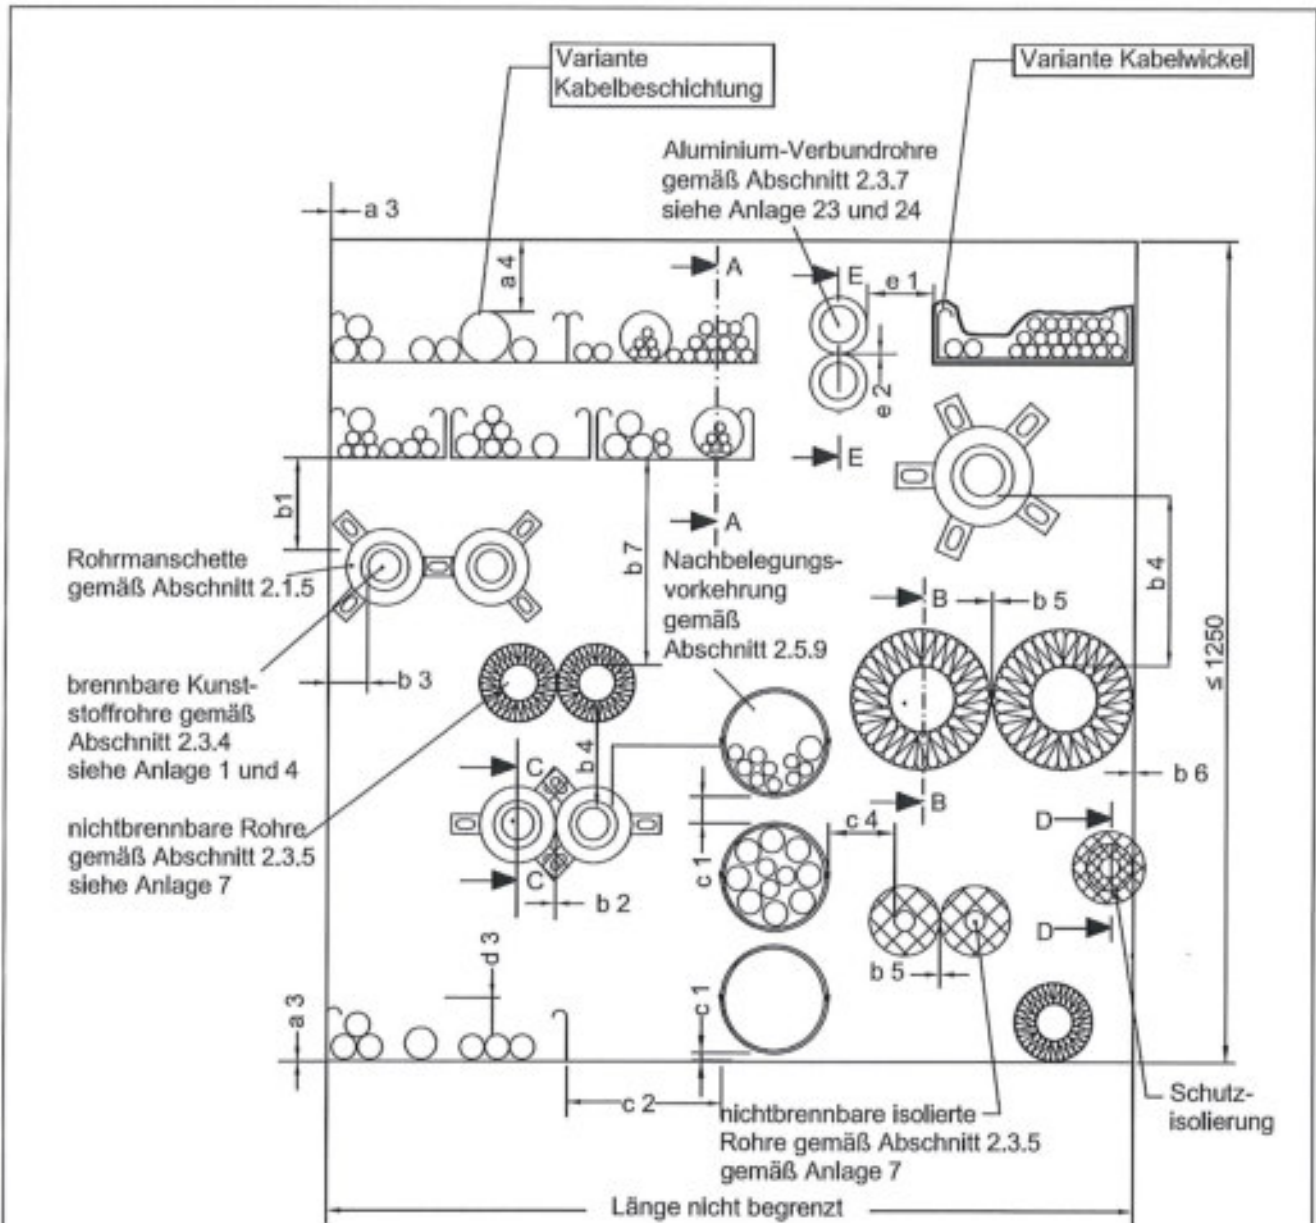 Variante
Kabelbeschichtung
Variante Kabelwickel
Aluminium-Verbundrohre
gemäß Abschnitt 2.3.7
siehe Anlage 23 und 24
a 3
a 4
A
E
e 1
e 2
E
A
b1
b 7
b 4
Rohrmanschette
gemäß Abschnitt 2.1.5
Nachbelegungs-
vorkehrung
gemäß
Abschnitt 2.5.9
B
b 5
≤ 1250
b 3
brennbare Kunst-
stoffrohre gemäß
Abschnitt 2.3.4
siehe Anlage 1 und 4
b 4
C
b 6
B
nichtbrennbare Rohre
gemäß Abschnitt 2.3.5
siehe Anlage 7
c 1
c 4
D
C
b 2
D
d 3
b 5
a 3
c 1
c 2
nichtbrennbare isolierte
Rohre gemäß Abschnitt 2.3.5
gemäß Anlage 7
Schutz-
isolierung
Länge nicht begrenzt